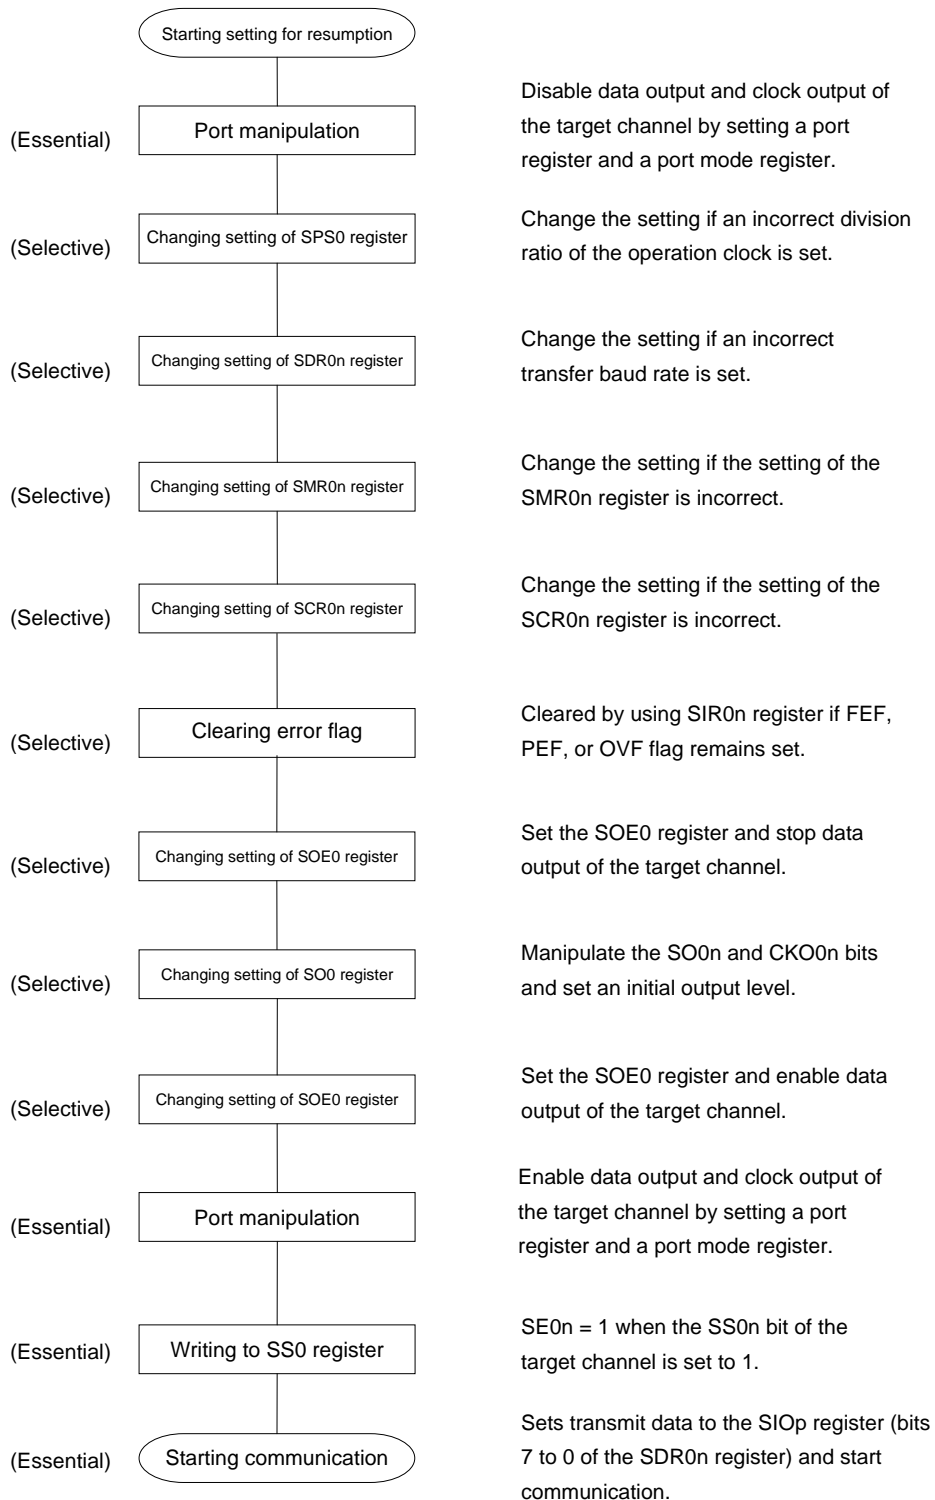 Starting setting for resumption
(Essential)
Port manipulation
Disable data output and clock output of
the target channel by setting a port
register and a port mode register.
(Selective)
Changing setting of SPS0 register
Change the setting if an incorrect division
ratio of the operation clock is set.
(Selective)
Changing setting of SDR0n register
Change the setting if an incorrect
transfer baud rate is set.
(Selective)
Changing setting of SMR0n register
Change the setting if the setting of the
SMR0n register is incorrect.
(Selective)
Changing setting of SCR0n register
Change the setting if the setting of the
SCR0n register is incorrect.
(Selective)
Clearing error flag
Cleared by using SIR0n register if FEF,
PEF, or OVF flag remains set.
(Selective)
Changing setting of SOE0 register
Set the SOE0 register and stop data
output of the target channel.
(Selective)
Changing setting of SO0 register
Manipulate the SO0n and CKO0n bits
and set an initial output level.
(Selective)
Changing setting of SOE0 register
Set the SOE0 register and enable data
output of the target channel.
(Essential)
Port manipulation
Enable data output and clock output of
the target channel by setting a port
register and a port mode register.
(Essential)
Writing to SS0 register
SE0n = 1 when the SS0n bit of the
target channel is set to 1.
(Essential)
Starting communication
Sets transmit data to the SIOp register (bits
7 to 0 of the SDR0n register) and start
communication.